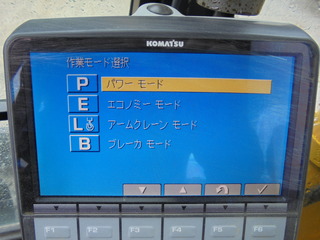 KOMATSU
作業モード選択
P パワー モード
E エコノミー モード
L アームクレーン モード
B ブレーカ モード
F1 F2 F3 F4 F5 F6